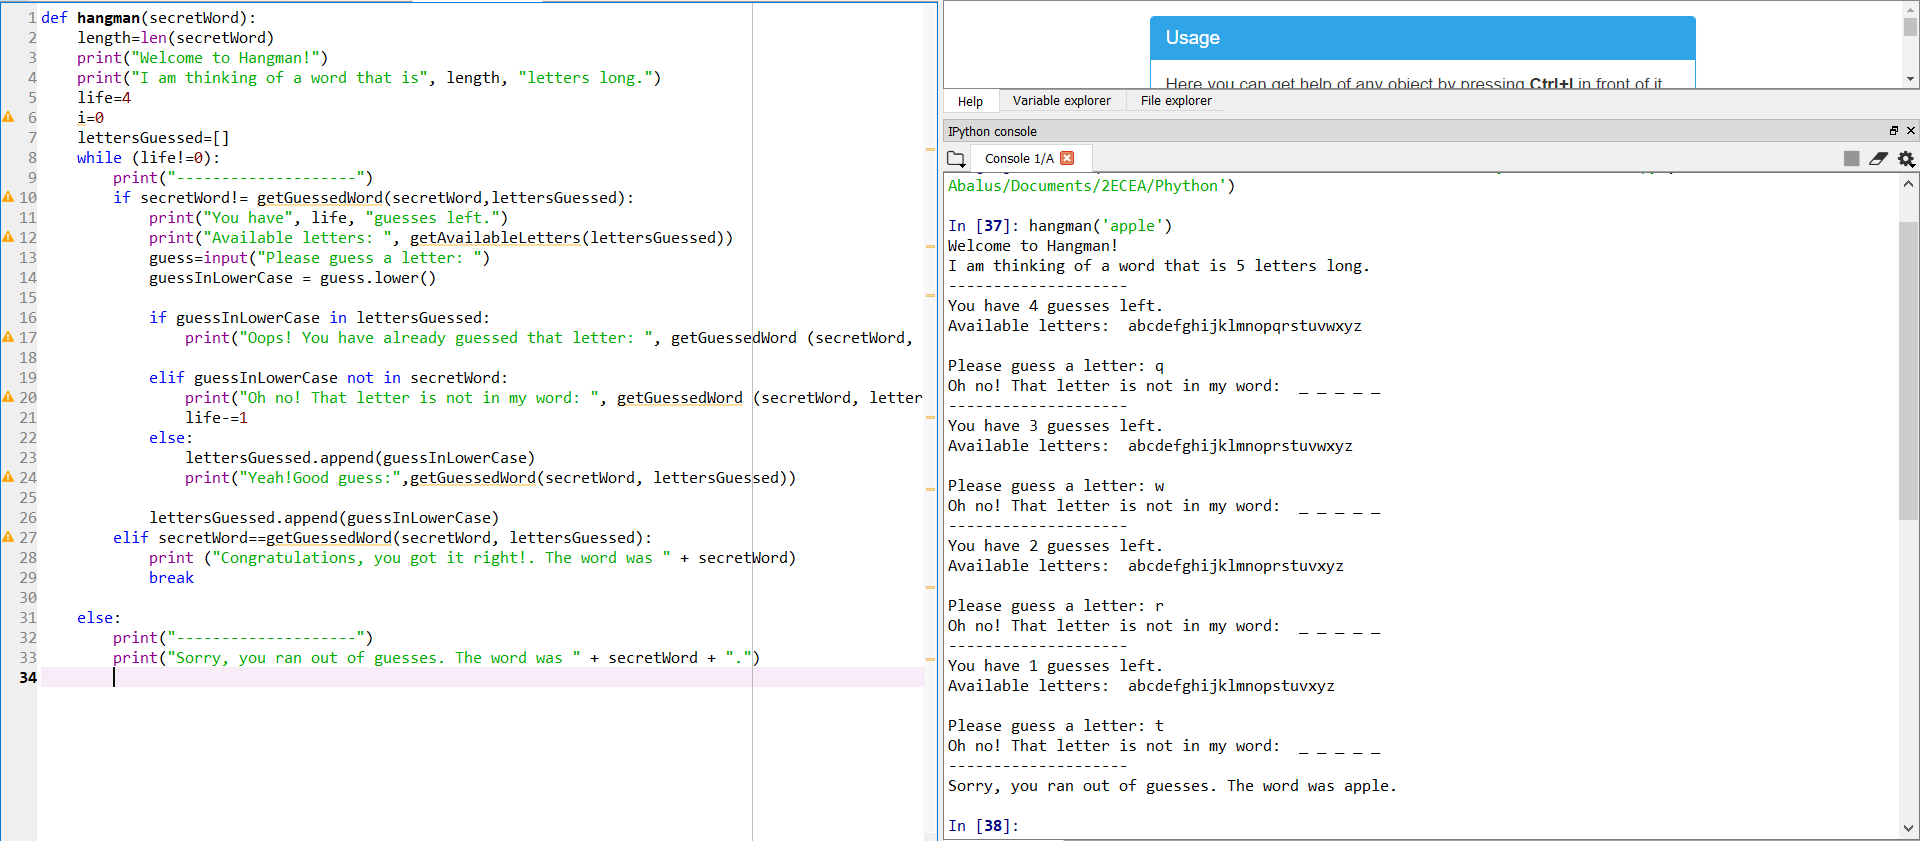 1 def hangman(secretWord):
2 length=len(secretWord)
3 print("Welcome to Hangman!")
4 print("I am thinking of a word that is", length, "letters long.")
5 life=4
6 i=0
7 lettersGuessed=[]
8 while (life!=0):
9 print("--------------------")
10 if secretWord!= getGuessedWord(secretWord,lettersGuessed):
11 print("You have", life, "guesses left.")
12 print("Available letters: ", getAvailableLetters(lettersGuessed))
13 guess=input("Please guess a letter: ")
14 guessInLowerCase = guess.lower()
15
16 if guessInLowerCase in lettersGuessed:
17 print("Oops! You have already guessed that letter: ", getGuessedWord (secretWord,
18
19 elif guessInLowerCase not in secretWord:
20 print("Oh no! That letter is not in my word: ", getGuessedWord (secretWord, letter
21 life-=1
22 else:
23 lettersGuessed.append(guessInLowerCase)
24 print("Yeah!Good guess:",getGuessedWord(secretWord, lettersGuessed))
25
26 lettersGuessed.append(guessInLowerCase)
27 elif secretWord==getGuessedWord(secretWord, lettersGuessed):
28 print ("Congratulations, you got it right!. The word was " + secretWord)
29 break
30
31 else:
32 print("--------------------")
33 print("Sorry, you ran out of guesses. The word was " + secretWord + ".")
34
Usage
Here you can get help of any object by pressing Ctrl+I in front of it
Help Variable explorer File explorer
IPython console
Console 1/A
Abalus/Documents/2ECEA/Phython')
In [37]: hangman('apple')
Welcome to Hangman!
I am thinking of a word that is 5 letters long.
--------------------
You have 4 guesses left.
Available letters:  abcdefghijklmnopqrstuvwxyz
Please guess a letter: q
Oh no! That letter is not in my word:  _ _ _ _ _
--------------------
You have 3 guesses left.
Available letters:  abcdefghijklmnoprstuvwxyz
Please guess a letter: w
Oh no! That letter is not in my word:  _ _ _ _ _
--------------------
You have 2 guesses left.
Available letters:  abcdefghijklmnoprstuvxyz
Please guess a letter: r
Oh no! That letter is not in my word:  _ _ _ _ _
--------------------
You have 1 guesses left.
Available letters:  abcdefghijklmnopstuvxyz
Please guess a letter: t
Oh no! That letter is not in my word:  _ _ _ _ _
--------------------
Sorry, you ran out of guesses. The word was apple.
In [38]: